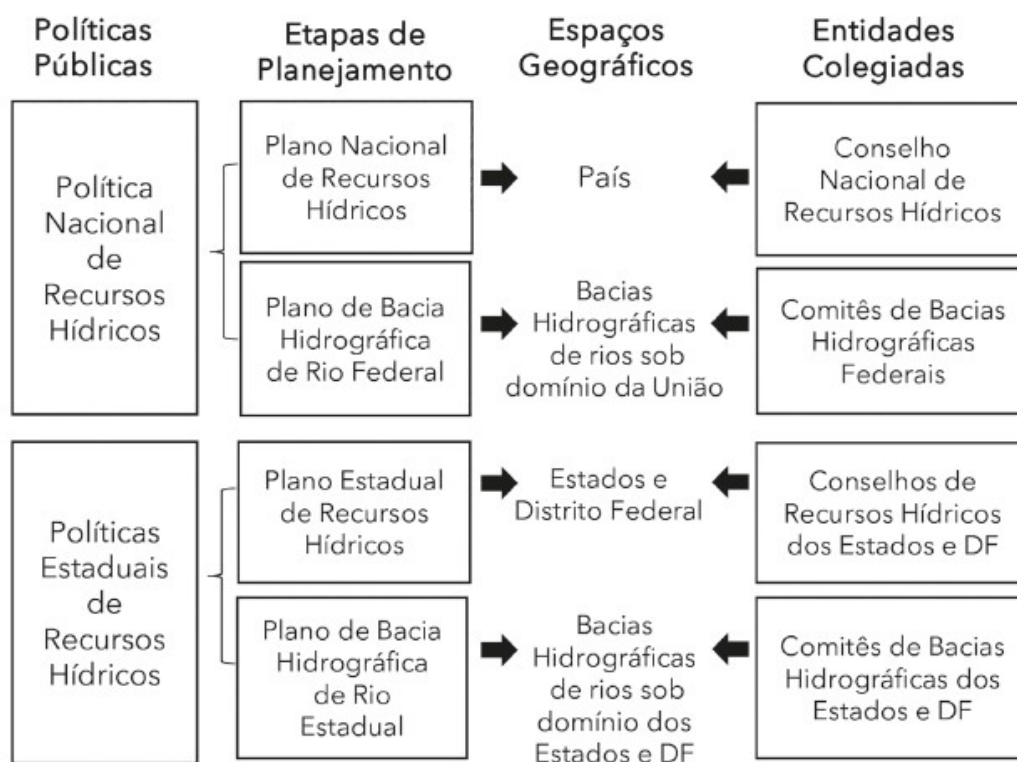 Políticas
Públicas
Etapas de
Planejamento
Espaços
Geográficos
Entidades
Colegiadas
Política
Nacional
de
Recursos
Hídricos
Plano Nacional
de Recursos
Hídricos
País
Conselho
Nacional de
Recursos Hídricos
Plano de Bacia
Hidrográfica
de Rio Federal
Bacias
Hidrográficas
de rios sob
domínio da União
Comitês de Bacias
Hidrográficas
Federais
Políticas
Estaduais
de
Recursos
Hídricos
Plano Estadual
de Recursos
Hídricos
Estados e
Distrito Federal
Conselhos de
Recursos Hídricos
dos Estados e DF
Plano de Bacia
Hidrográfica
de Rio
Estadual
Bacias
Hidrográficas
de rios sob
domínio dos
Estados e DF
Comitês de Bacias
Hidrográficas dos
Estados e DF